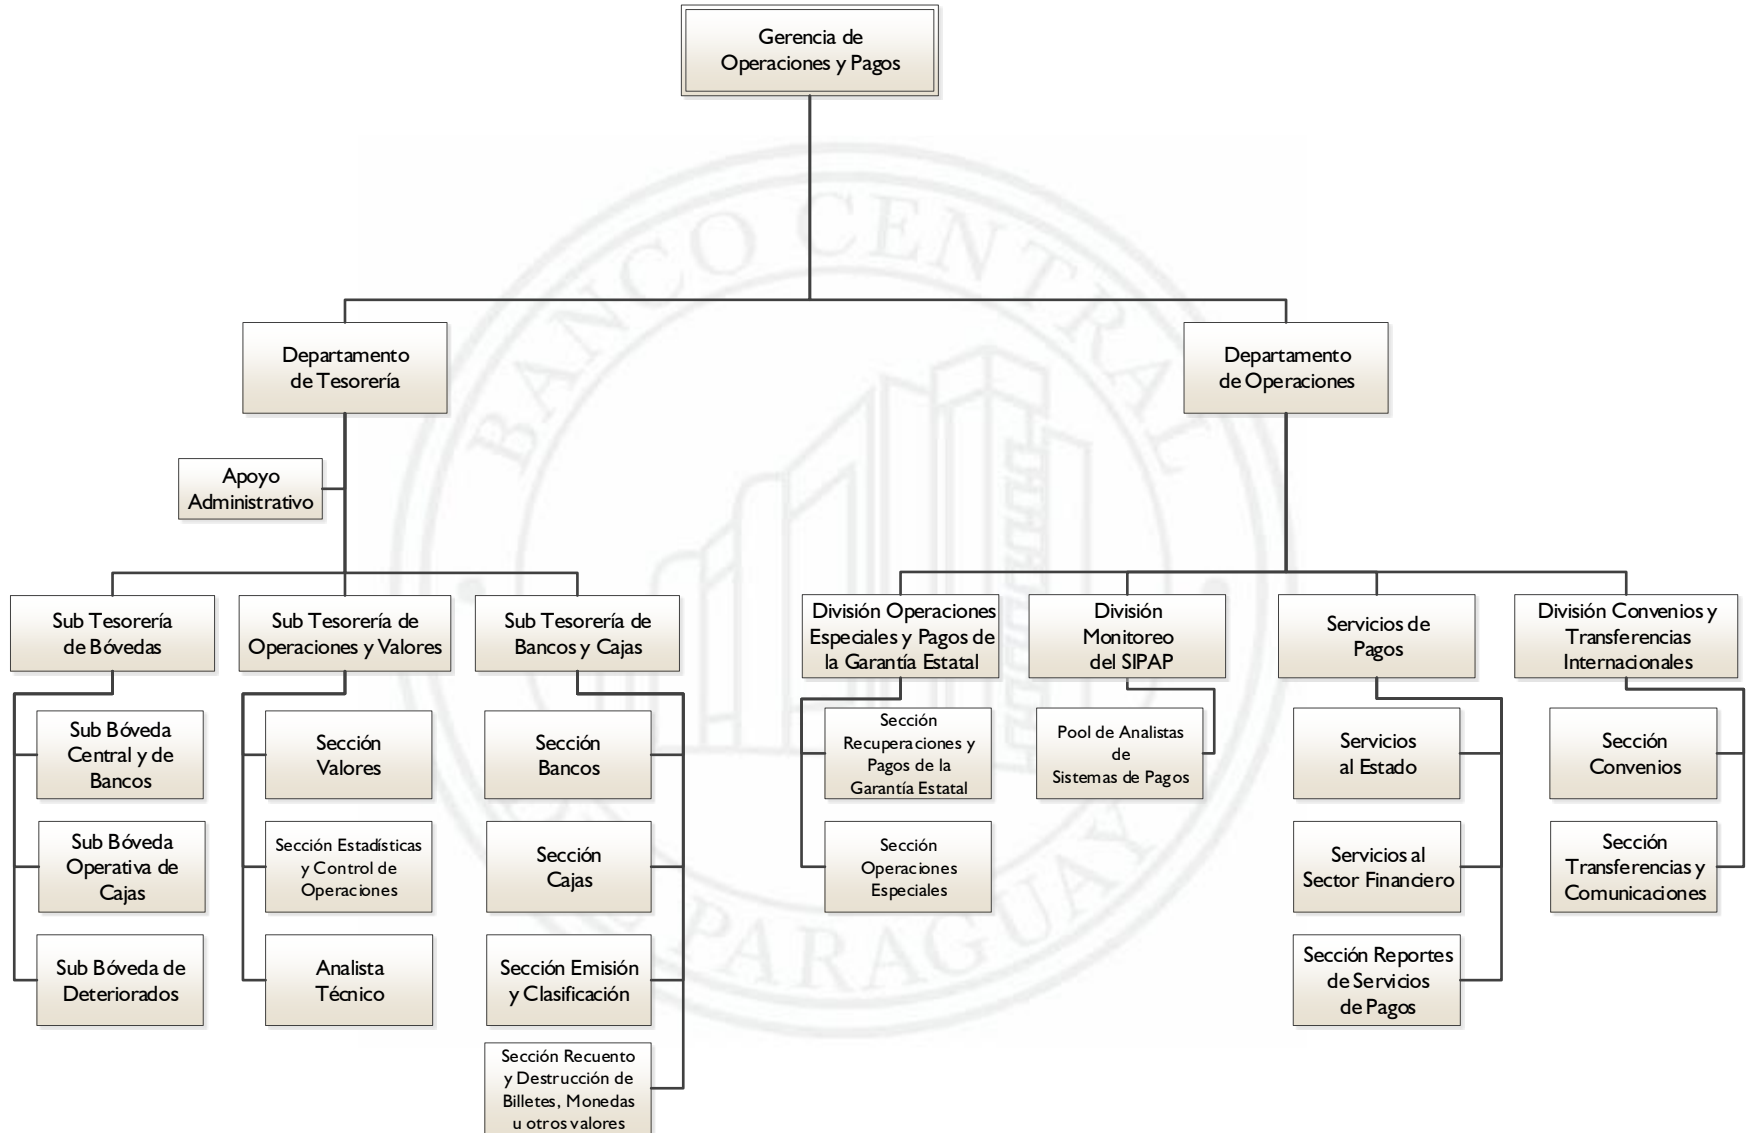 Gerencia de
Operaciones y Pagos
BANCO CENTRAL
DEL PARAGUAY
Departamento
de Tesorería
Departamento
de Operaciones
Apoyo
Administrativo
Sub Tesorería
de Bóvedas
Sub Tesorería de
Operaciones y Valores
Sub Tesorería de
Bancos y Cajas
División Operaciones
Especiales y Pagos de
la Garantía Estatal
División
Monitoreo
del SIPAP
Servicios de
Pagos
División Convenios y
Transferencias
Internacionales
Sub Bóveda
Central y de
Bancos
Sección
Valores
Sección
Bancos
Sección
Recuperaciones y
Pagos de la
Garantía Estatal
Pool de Analistas
de
Sistemas de Pagos
Servicios
al Estado
Sección
Convenios
Sub Bóveda
Operativa de
Cajas
Sección Estadísticas
y Control de
Operaciones
Sección
Cajas
Sección
Operaciones
Especiales
Servicios al
Sector Financiero
Sección
Transferencias y
Comunicaciones
Sub Bóveda de
Deteriorados
Analista
Técnico
Sección Emisión
y Clasificación
Sección Reportes
de Servicios
de Pagos
Sección Recuento
y Destrucción de
Billetes, Monedas
u otros valores